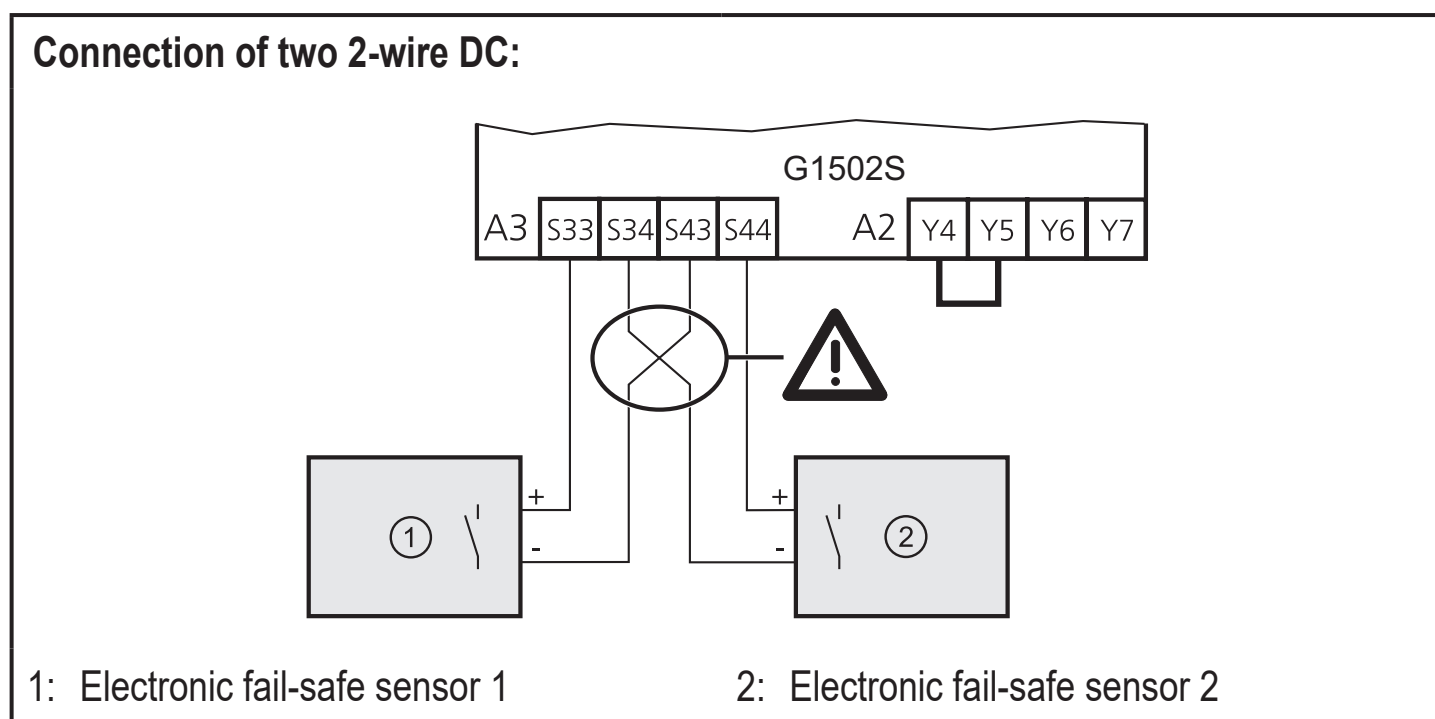 Connection of two 2-wire DC:
G1502S
A3 S33 S34 S43 S44 A2 Y4 Y5 Y6 Y7
!
+ +
1 2
- -
1: Electronic fail-safe sensor 1 2: Electronic fail-safe sensor 2